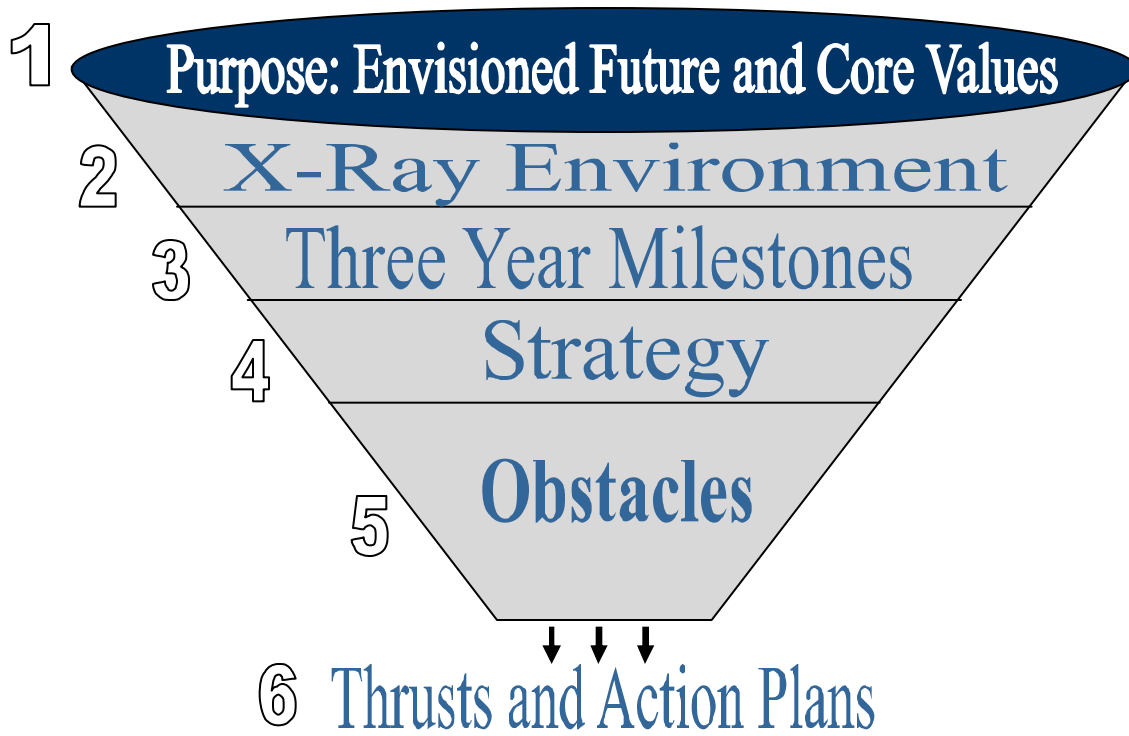 1 Purpose: Envisioned Future and Core Values
2 X-Ray Environment
3 Three Year Milestones
4 Strategy
5 Obstacles
6 Thrusts and Action Plans